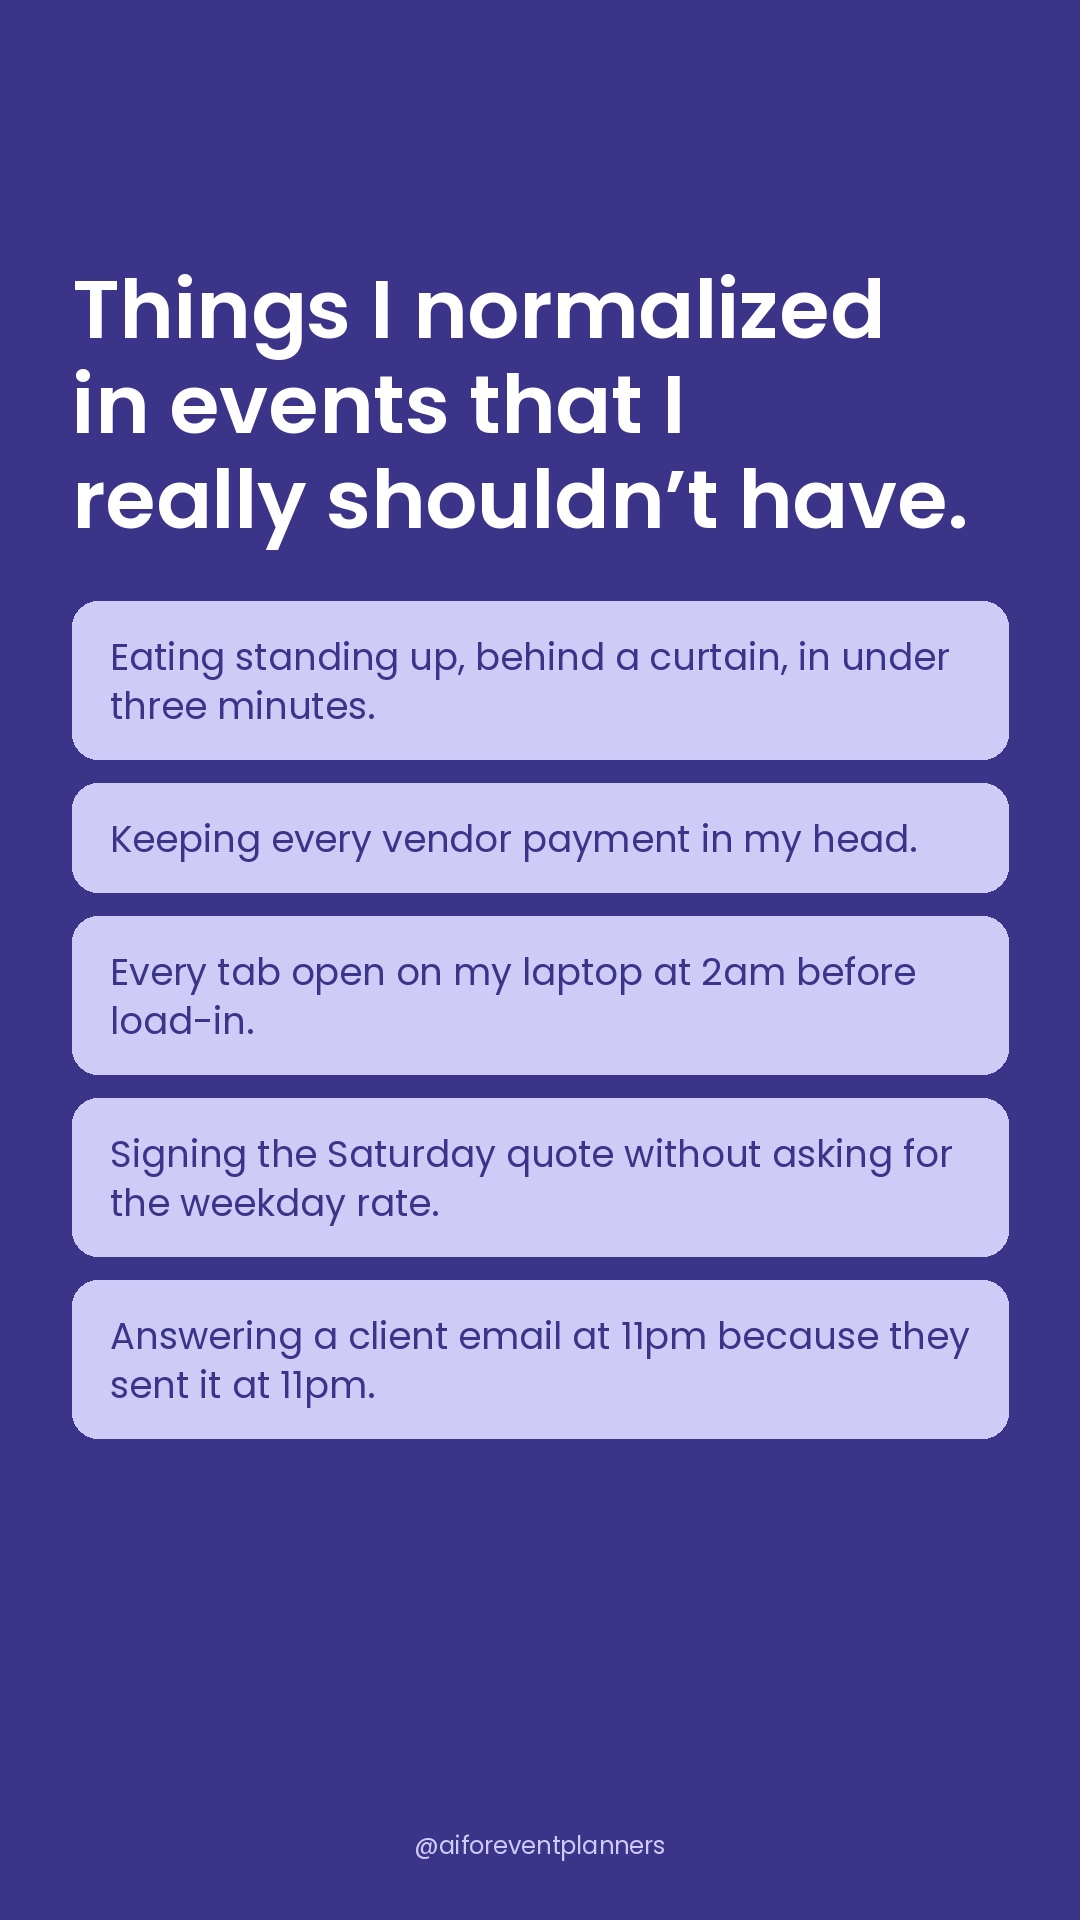 Things I normalized
in events that I
really shouldn’t have.
Eating standing up, behind a curtain, in under
three minutes.
Keeping every vendor payment in my head.
Every tab open on my laptop at 2am before
load-in.
Signing the Saturday quote without asking for
the weekday rate.
Answering a client email at 11pm because they
sent it at 11pm.
@aiforeventplanners